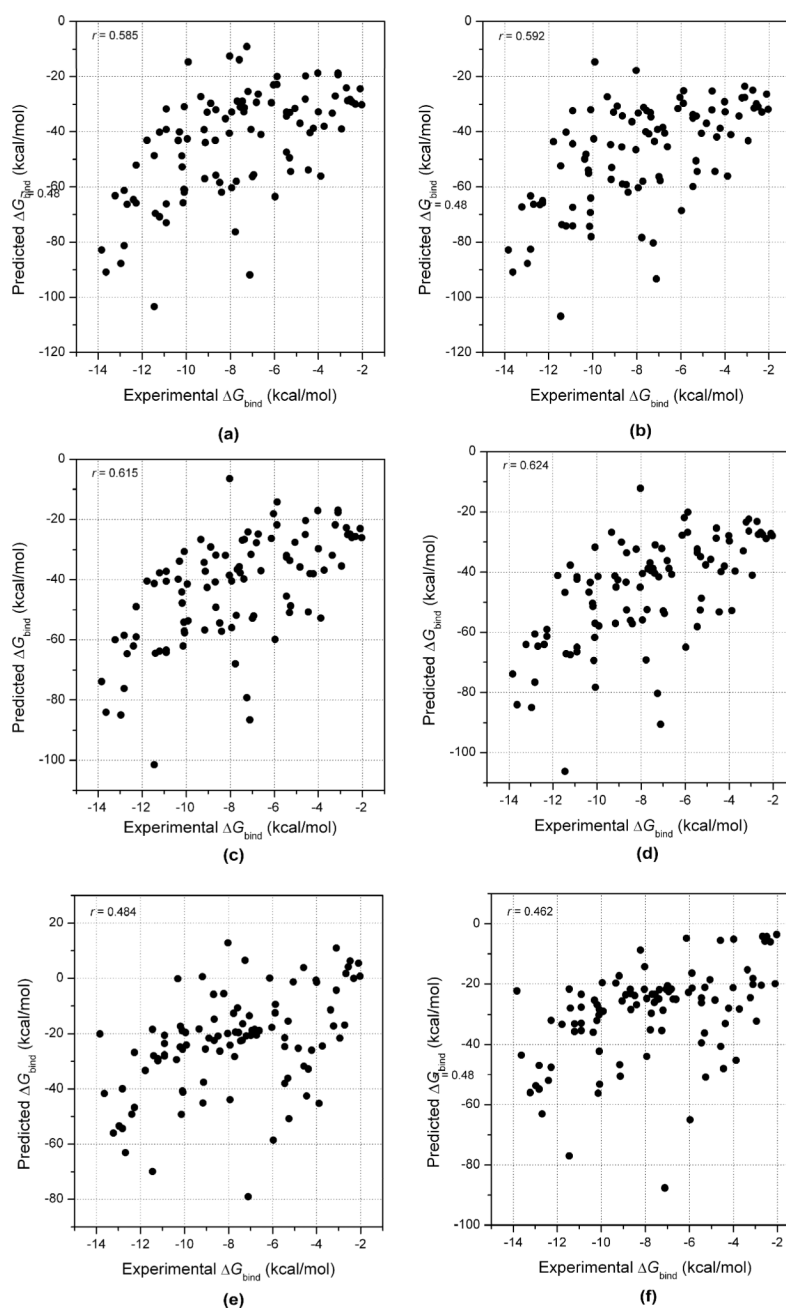 r = 0.585
0
-20
-40
-60
-80
-100
-120
Predicted ΔGbind (kcal/mol)
= 0.48
-14 -12 -10 -8 -6 -4 -2
Experimental ΔGbind (kcal/mol)
(a)
r = 0.592
0
-20
-40
-60
-80
-100
-120
Predicted ΔGbind (kcal/mol)
= 0.48
-14 -12 -10 -8 -6 -4 -2
Experimental ΔGbind (kcal/mol)
(b)
r = 0.615
0
-20
-40
-60
-80
-100
Predicted ΔGbind (kcal/mol)
-14 -12 -10 -8 -6 -4 -2
Experimental ΔGbind (kcal/mol)
(c)
r = 0.624
0
-20
-40
-60
-80
-100
Predicted ΔGbind (kcal/mol)
-14 -12 -10 -8 -6 -4 -2
Experimental ΔGbind (kcal/mol)
(d)
r = 0.484
20
0
-20
-40
-60
-80
Predicted ΔGbind (kcal/mol)
-14 -12 -10 -8 -6 -4 -2
Experimental ΔGbind (kcal/mol)
(e)
r = 0.462
0
-20
-40
-60
-80
-100
Predicted ΔGbind (kcal/mol)
= 0.48
-14 -12 -10 -8 -6 -4 -2
Experimental ΔGbind (kcal/mol)
(f)